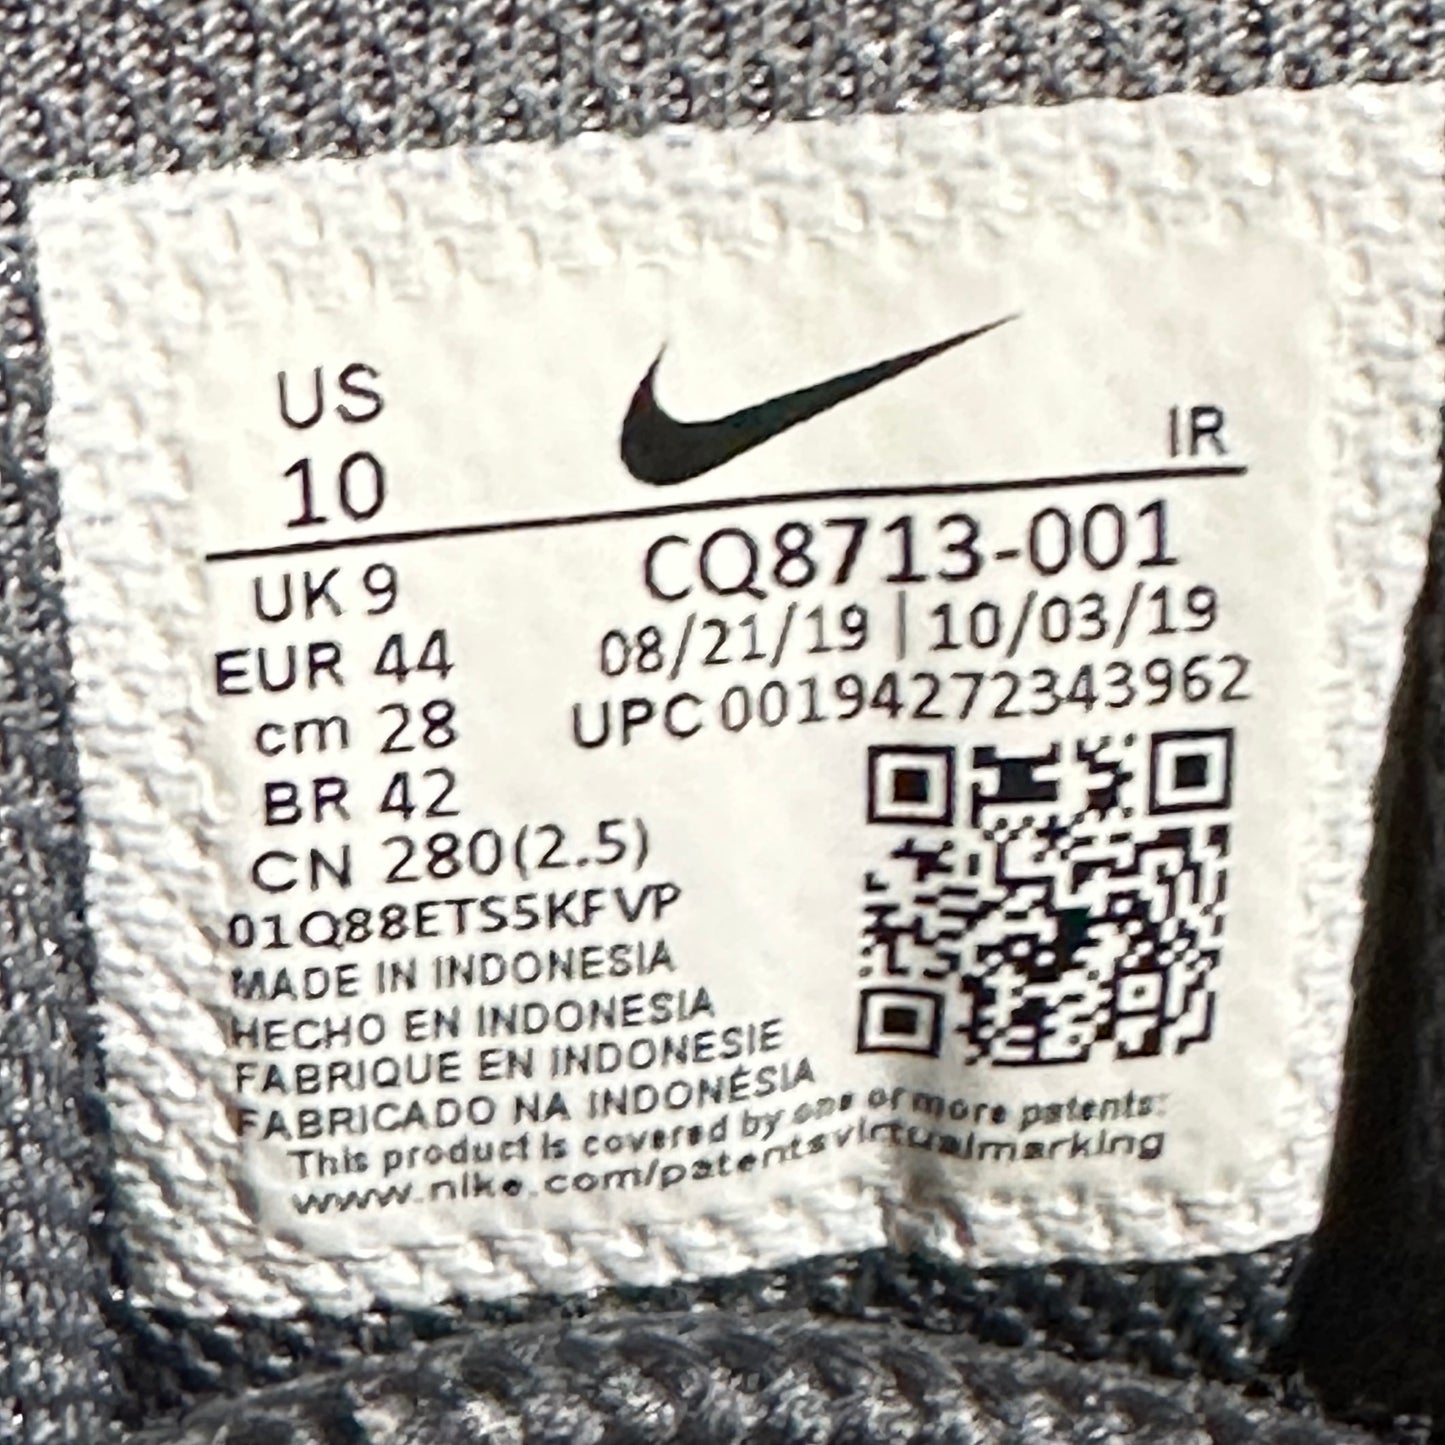 US
10
IR
UK 9
EUR 44
cm 28
BR 42
CN 280(2.5)
CQ8713-001
08/21/19 | 10/03/19
UPC 00194272343962
01Q88ETS5KFVP
MADE IN INDONESIA
HECHO EN INDONESIA
FABRIQUE EN INDONESIE
FABRICADO NA INDONÉSIA
This product is covered by one or more patents:
www.nike.com/patentsvirtualmarking